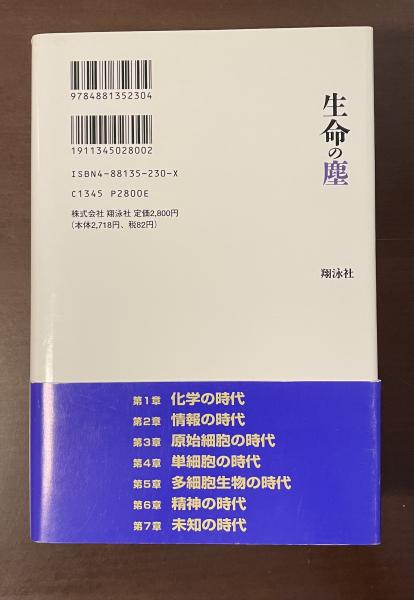 9784881352304
1911345028002
ISBN4-88135-230-X
C1345 P2800E
株式会社 翔泳社 定価2,800円
(本体2,718円、税82円)
生命の塵
翔泳社
第1章 化学の時代
第2章 情報の時代
第3章 原始細胞の時代
第4章 単細胞の時代
第5章 多細胞生物の時代
第6章 精神の時代
第7章 未知の時代